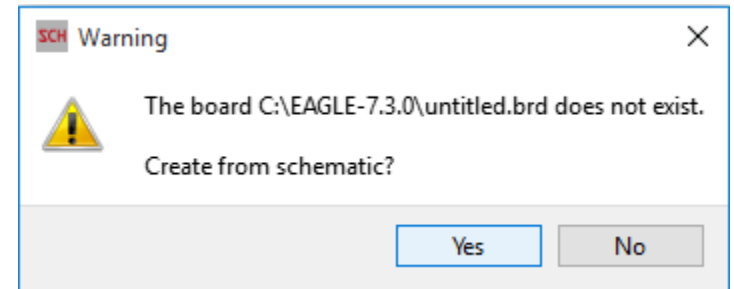 SCH Warning
The board C:\EAGLE-7.3.0\untitled.brd does not exist.
Create from schematic?
Yes No